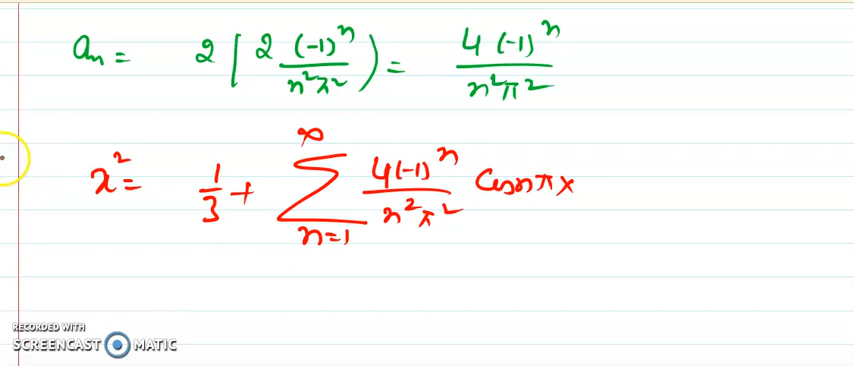 aₙ = 2 [ 2 (-1)ⁿ / n²π² ) = 4 (-1)ⁿ / n²π²
x² = 1/3 + ∑_{n=1}^{∞} 4(-1)ⁿ / n²π² Cos nπx
RECORDED WITH
SCREENCAST MATIC